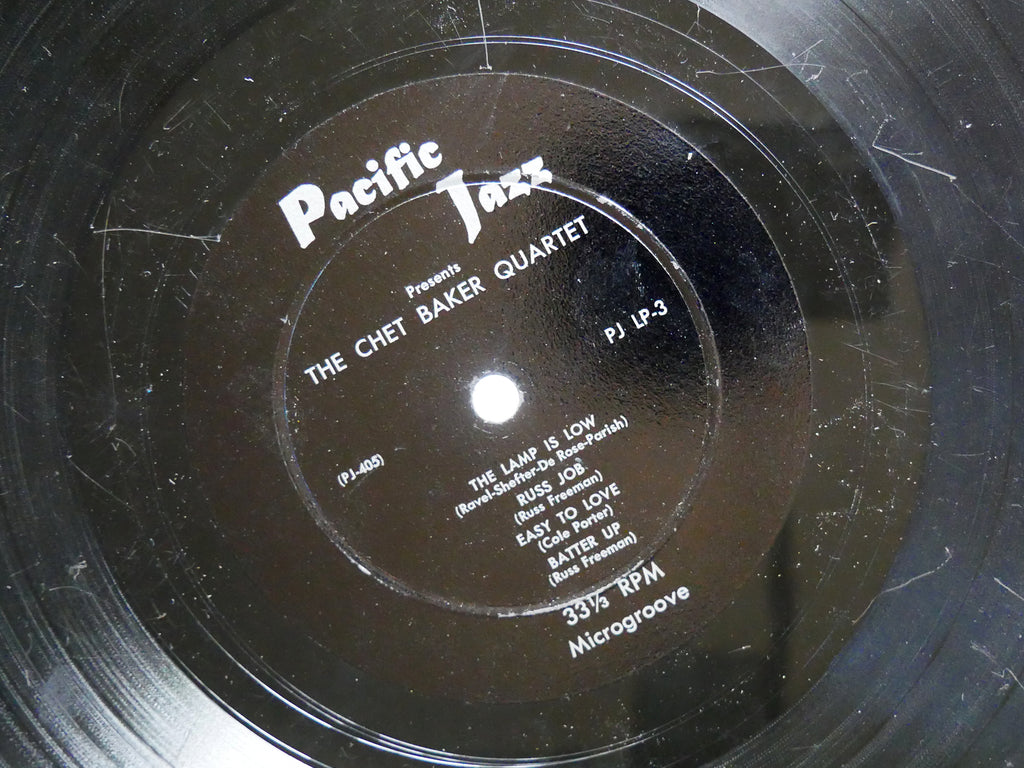 Pacific Jazz
Presents
THE CHET BAKER QUARTET
PJ LP-3
(PJ-405)
THE LAMP IS LOW
(Ravel-Shefter-De Rose-Parish)
RUSS JOB
(Russ Freeman)
EASY TO LOVE
(Cole Porter)
BATTER UP
(Russ Freeman)
33⅓ RPM
Microgroove